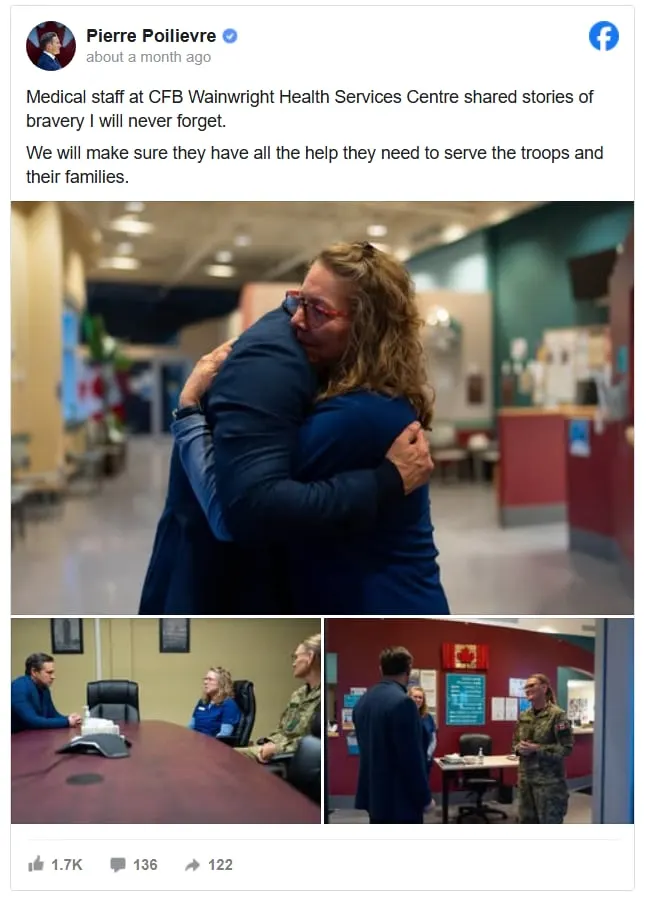 Pierre Poilievre
about a month ago
Medical staff at CFB Wainwright Health Services Centre shared stories of
bravery I will never forget.
We will make sure they have all the help they need to serve the troops and
their families.
1.7K 136 122